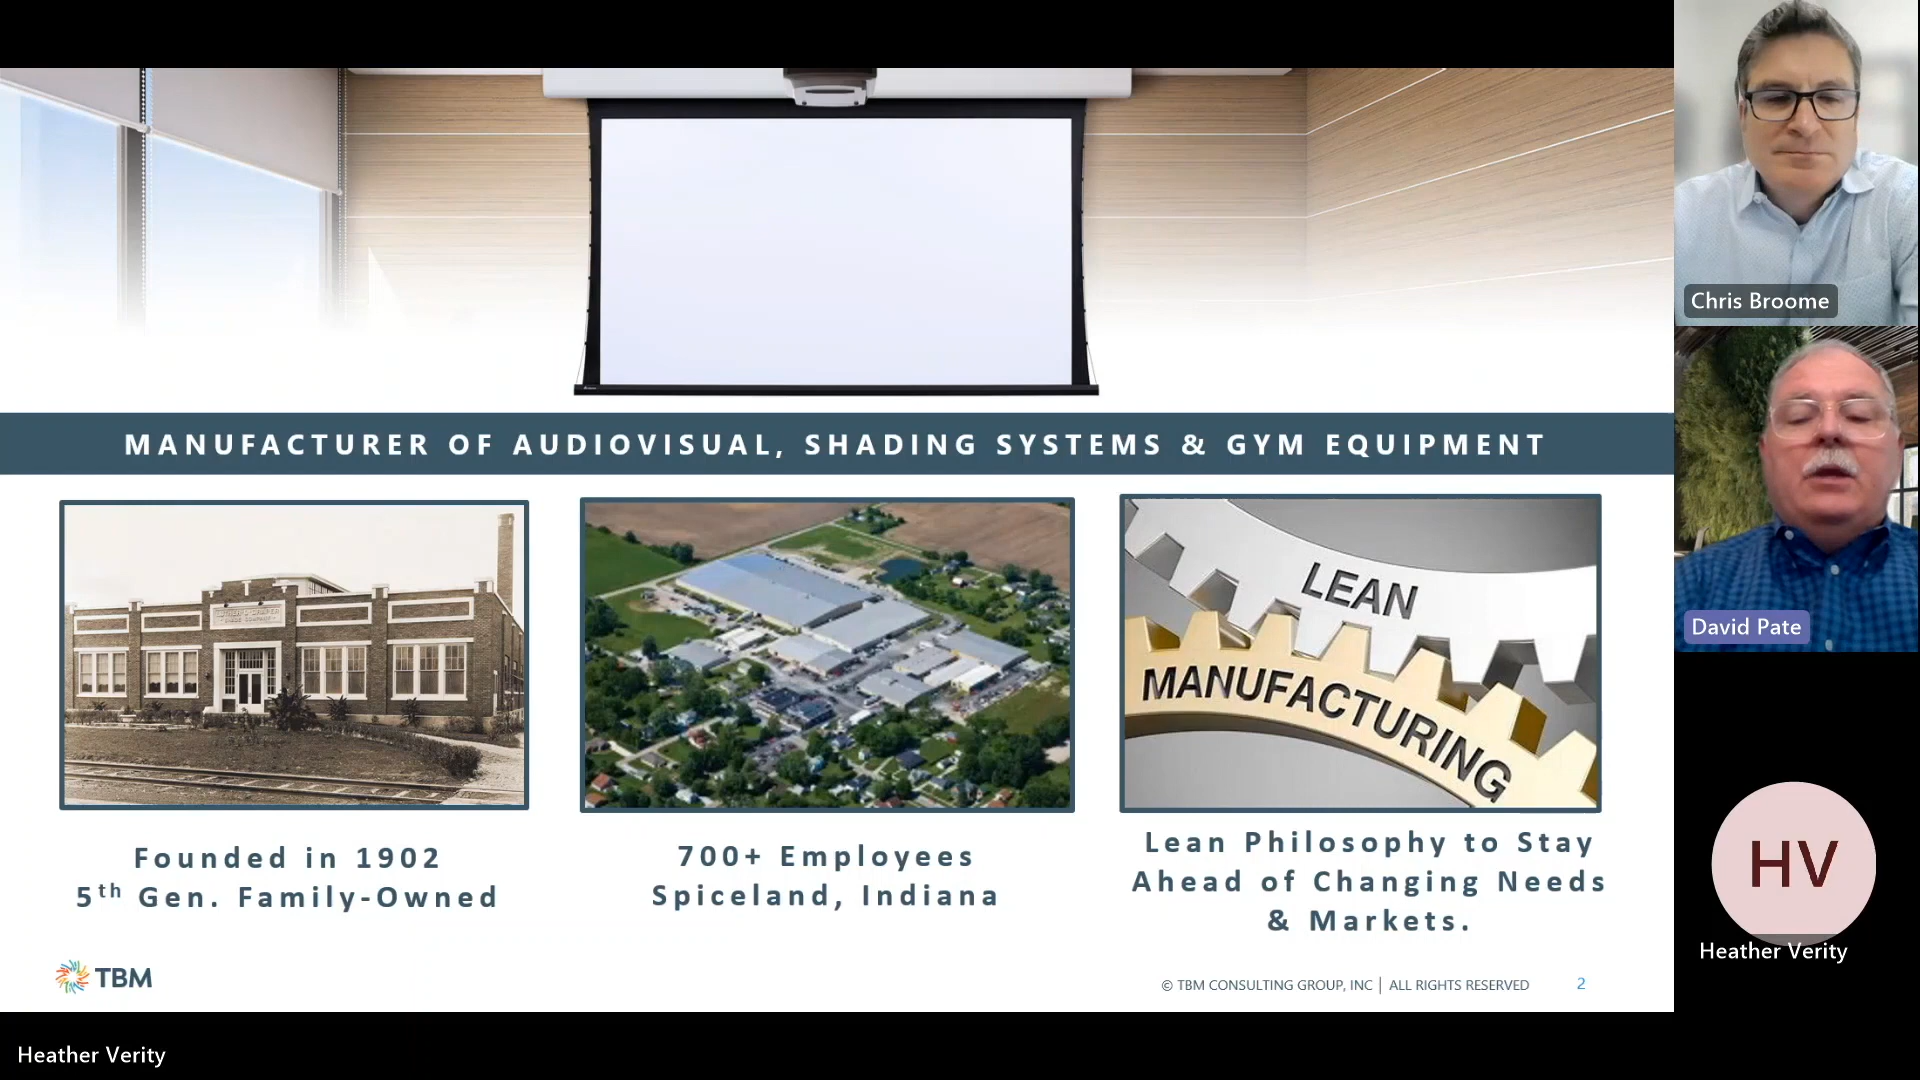 Chris Broome
MANUFACTURER OF AUDIOVISUAL, SHADING SYSTEMS & GYM EQUIPMENT
LEAN
MANUFACTURING
David Pate
Founded in 1902
5th Gen. Family-Owned
700+ Employees
Spiceland, Indiana
Lean Philosophy to Stay
Ahead of Changing Needs
& Markets.
HV
Heather Verity
TBM
© TBM CONSULTING GROUP, INC | ALL RIGHTS RESERVED
2
Heather Verity